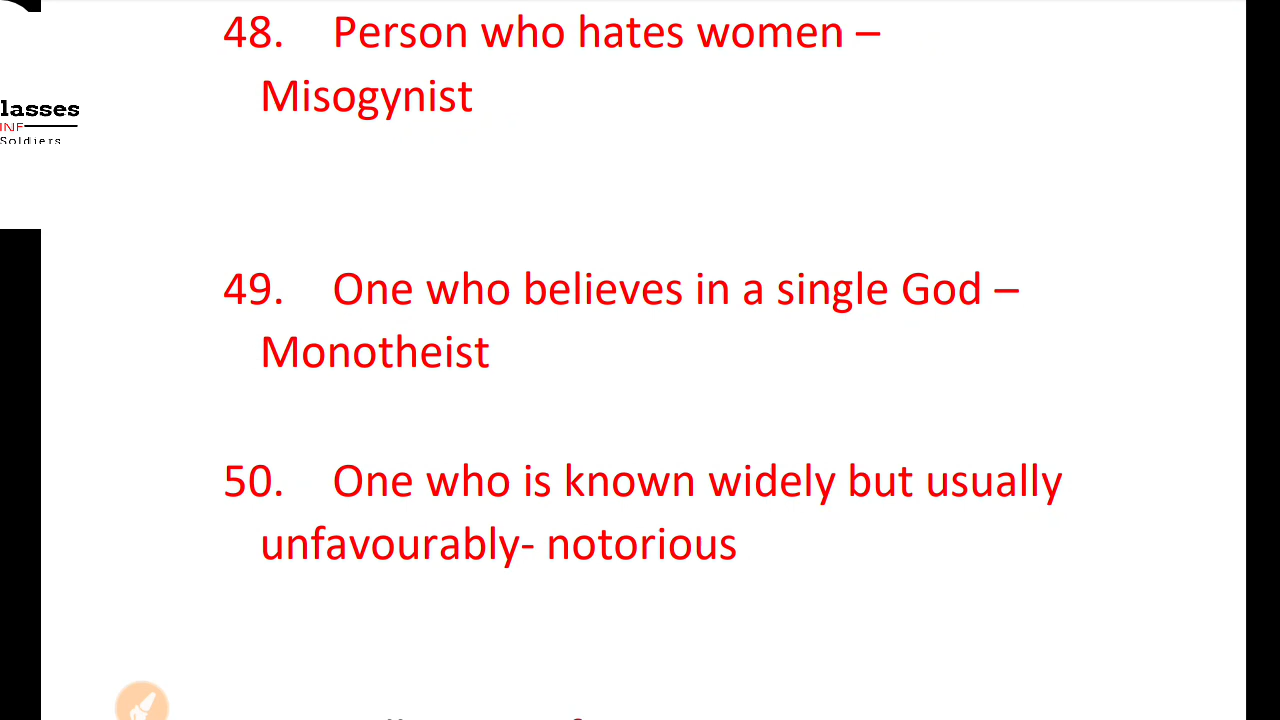 48. Person who hates women –
Misogynist
lasses
INF
Soldiers
49. One who believes in a single God –
Monotheist
50. One who is known widely but usually
unfavourably- notorious